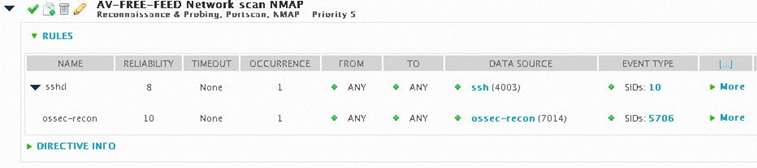 AV-FREE-FEED Network scan NMAP
Reconnaissance & Probing, Portscan, NMAP Priority 5
RULES
NAME RELIABILITY TIMEOUT OCCURRENCE FROM TO DATA SOURCE EVENT TYPE [...]
sshd 8 None 1 ANY ANY ssh (4003) SIDs: 10 More
ossec-recon 10 None 1 ANY ANY ossec-recon (7014) SIDs: 5706 More
DIRECTIVE INFO